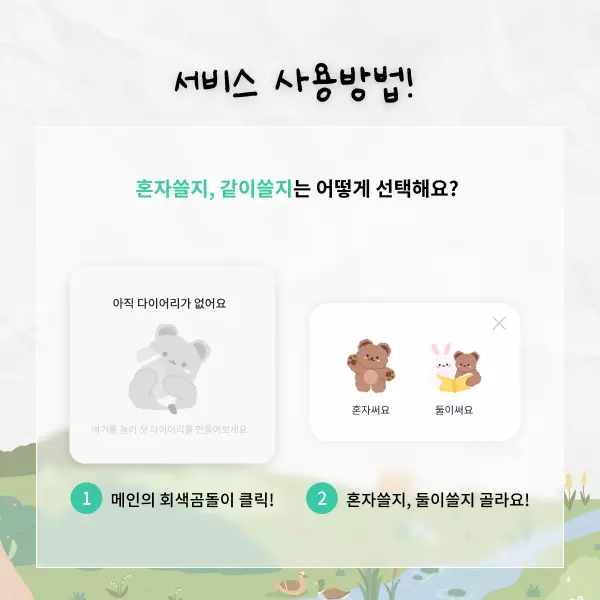 서비스 사용방법!
혼자쓸지, 같이쓸지는 어떻게 선택해요?
아직 다이어리가 없어요
여기를 눌러 첫 다이어리를 만들어보세요
혼자써요
둘이써요
1 메인의 회색곰돌이 클릭!
2 혼자쓸지, 둘이쓸지 골라요!